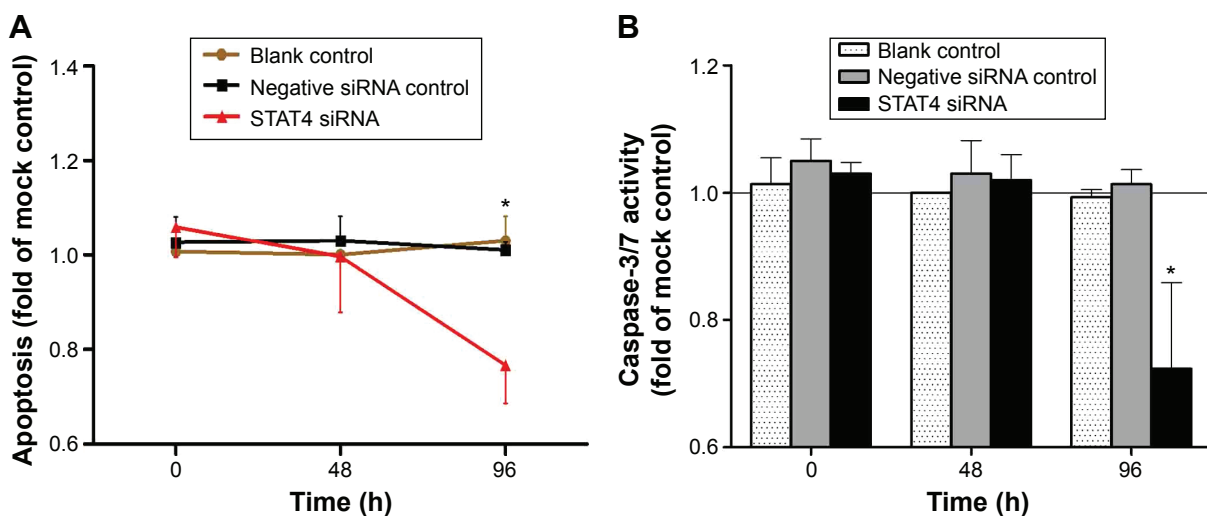 A
Blank control
Negative siRNA control
STAT4 siRNA
Apoptosis (fold of mock control)
1.4
1.2
1.0
0.8
0.6
*
0
48
96
Time (h)
B
Blank control
Negative siRNA control
STAT4 siRNA
Caspase-3/7 activity
(fold of mock control)
1.2
1.0
0.8
0.6
*
0
48
96
Time (h)